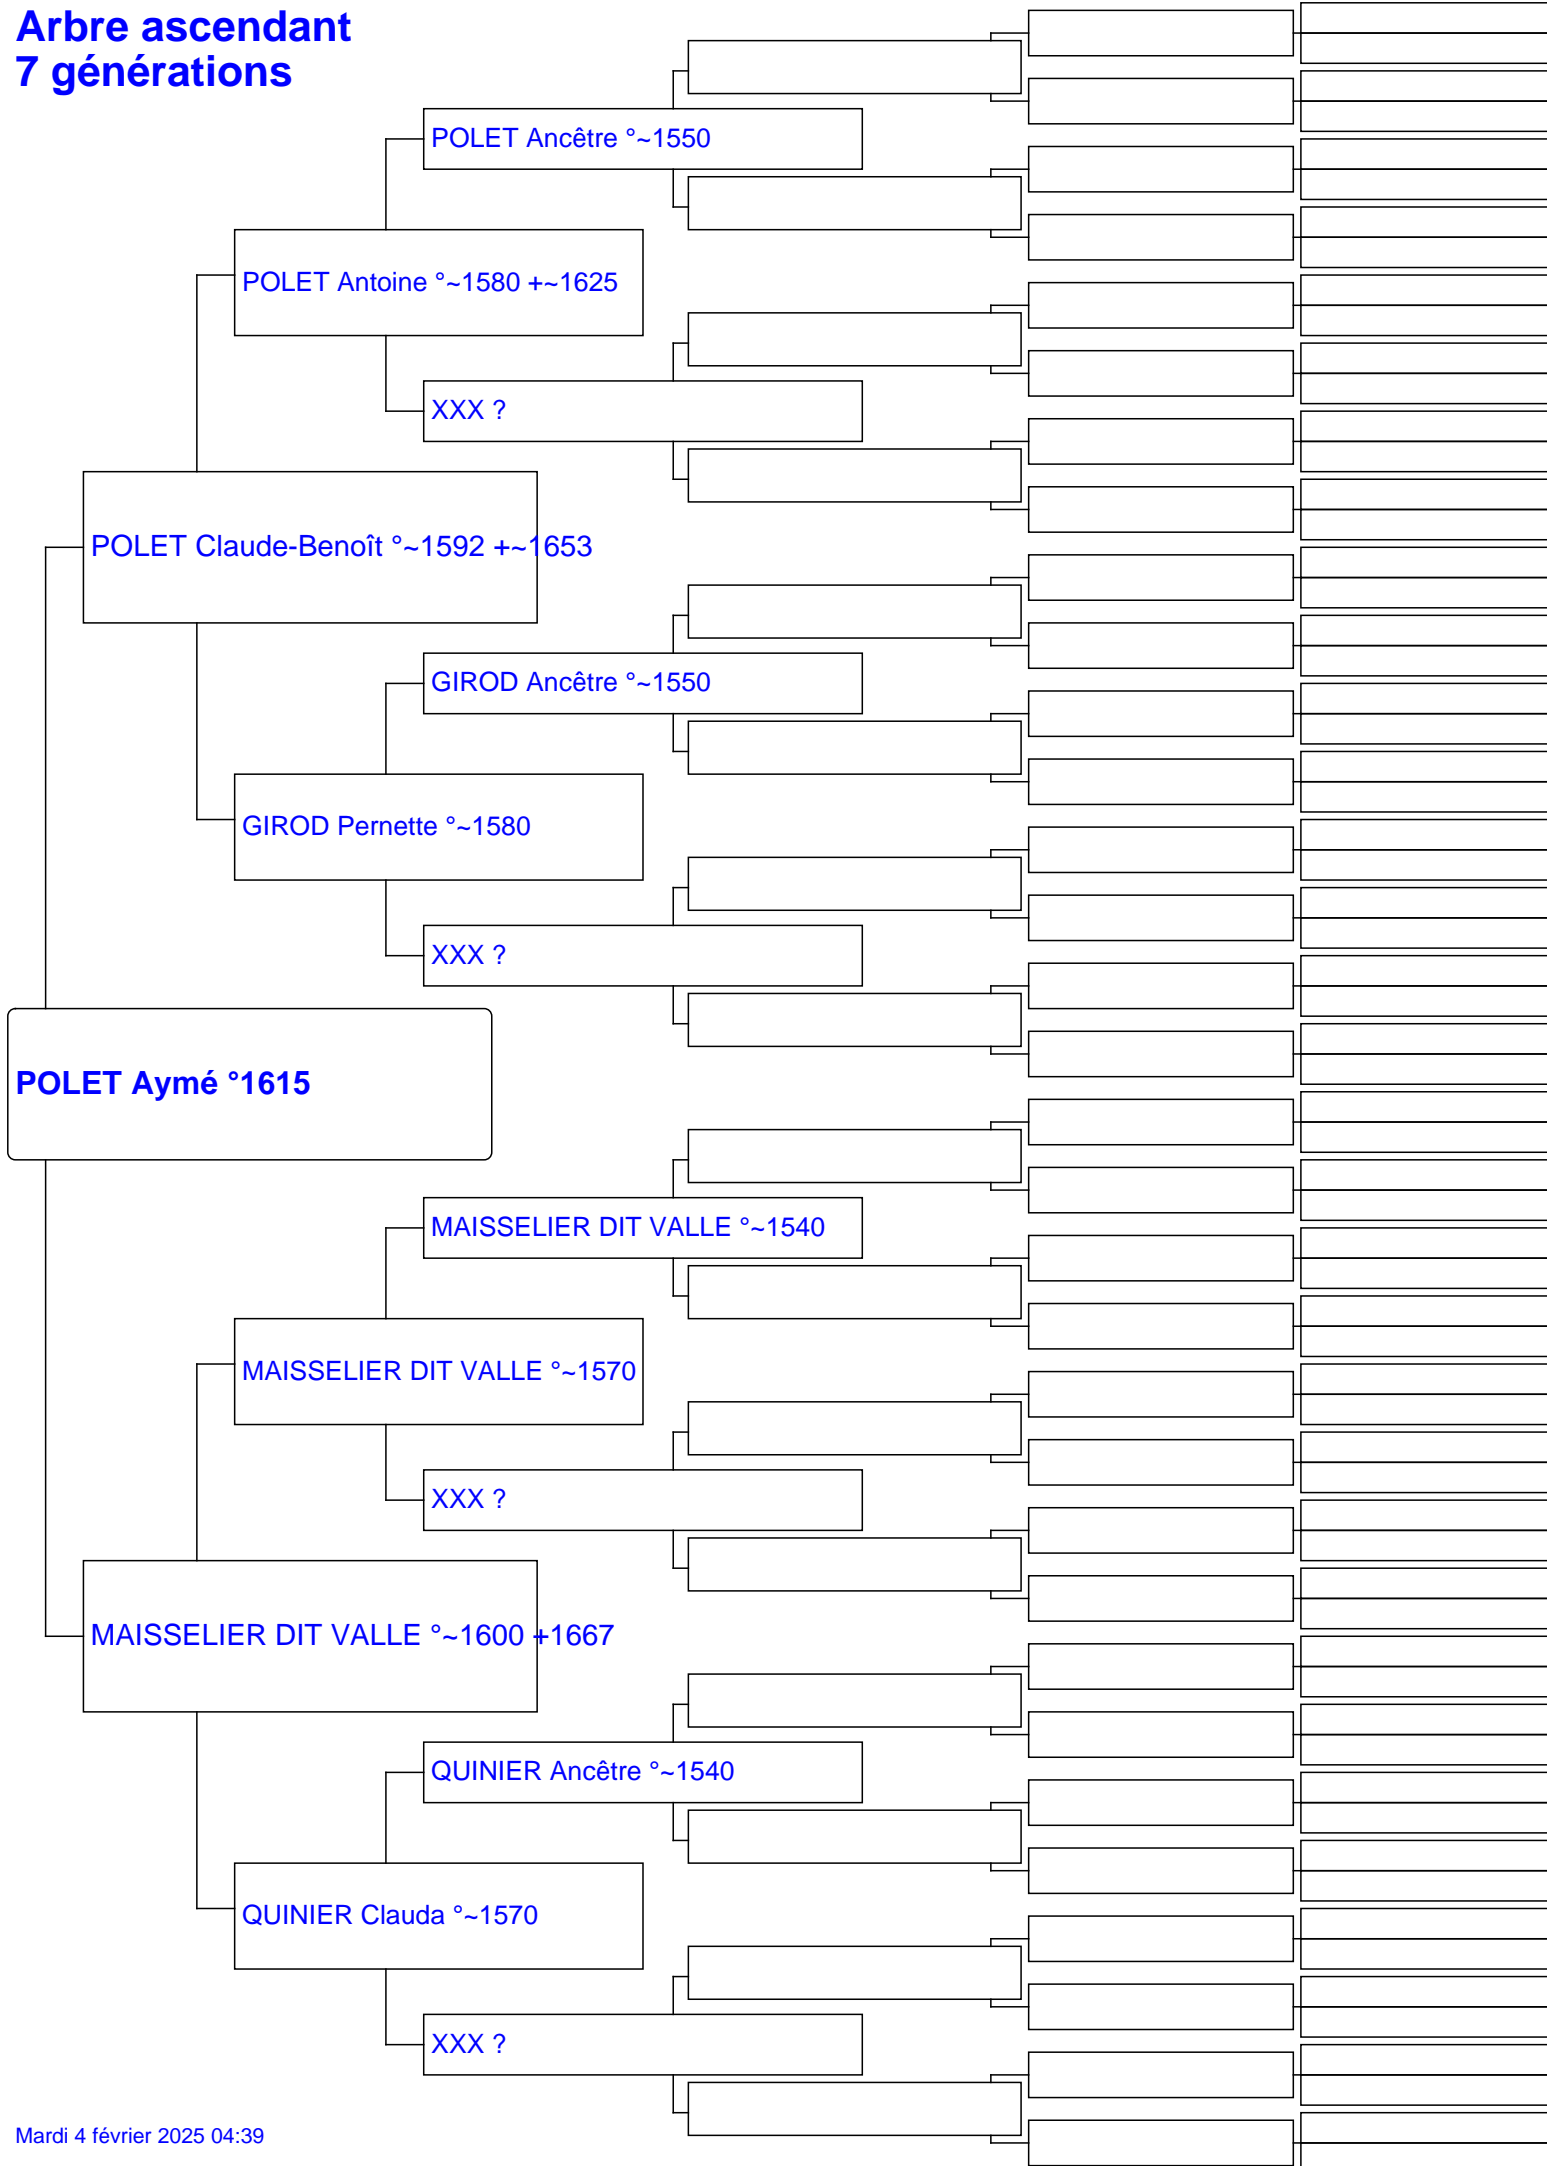 Arbre ascendant
7 générations
POLET Ancêtre °~1550
POLET Antoine °~1580 +~1625
XXX ?
POLET Claude-Benoît °~1592 +~1653
GIROD Ancêtre °~1550
GIROD Pernette °~1580
XXX ?
POLET Aymé °1615
MAISSELIER DIT VALLE °~1540
MAISSELIER DIT VALLE °~1570
XXX ?
MAISSELIER DIT VALLE °~1600 +1667
QUINIER Ancêtre °~1540
QUINIER Clauda °~1570
XXX ?
Mardi 4 février 2025 04:39